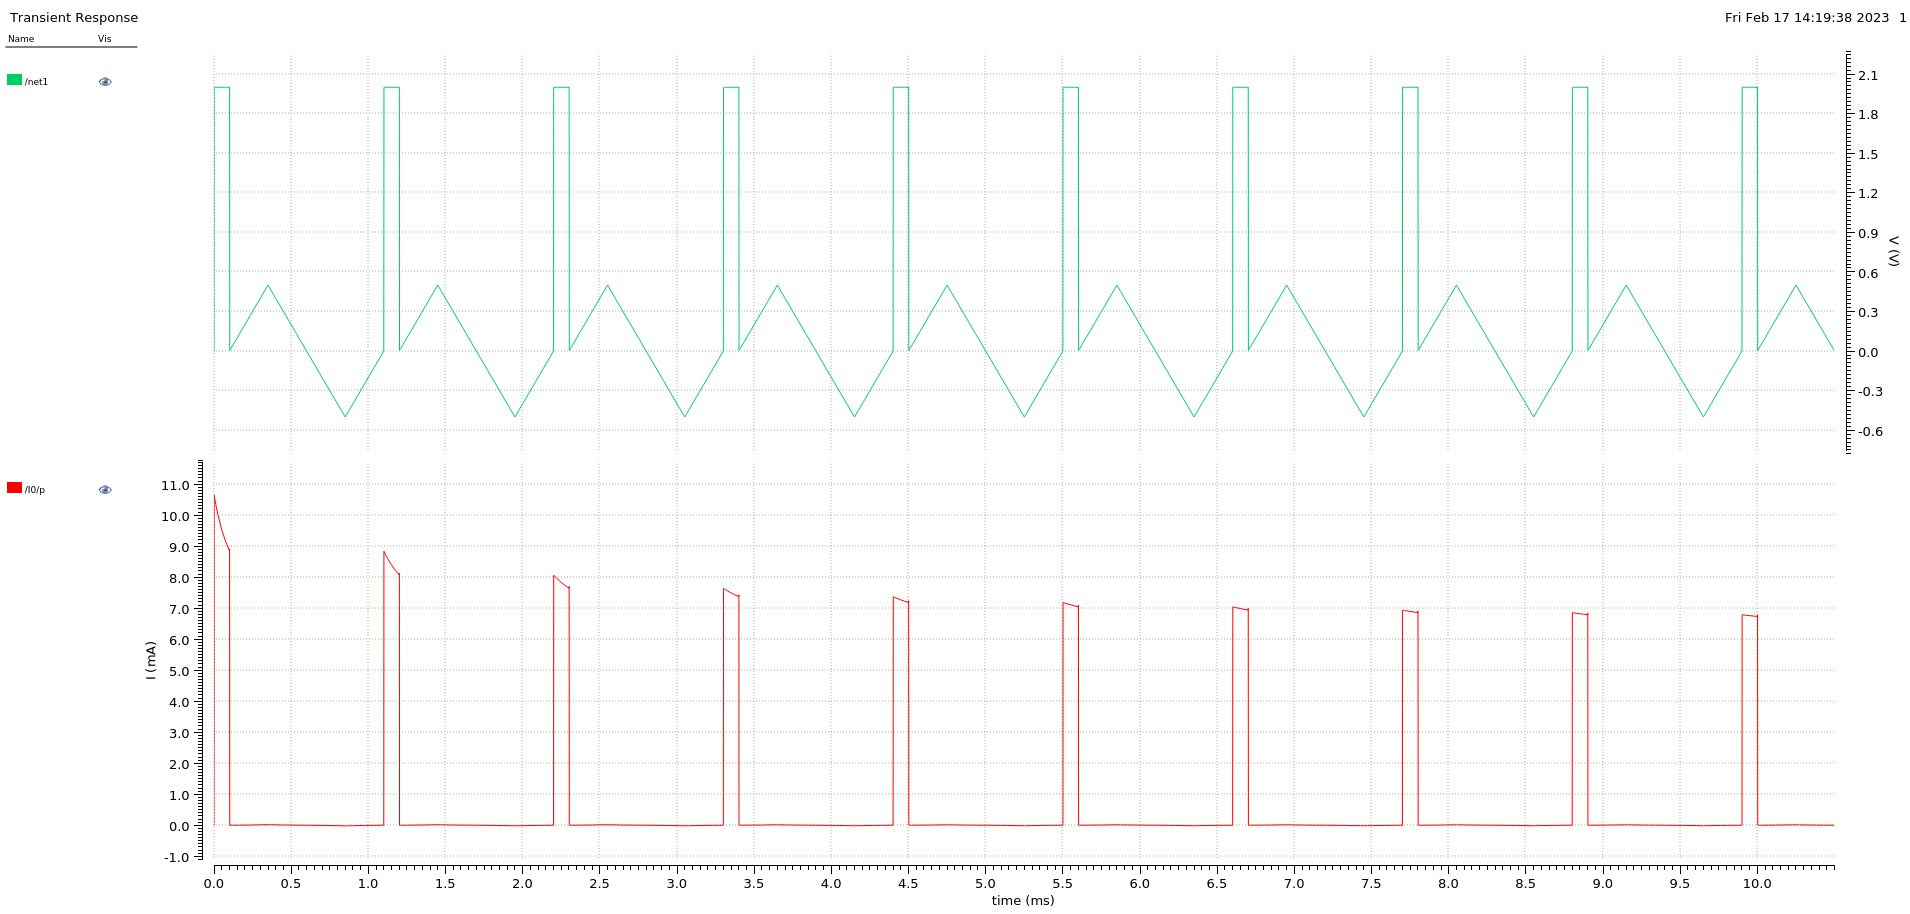 Transient Response
Fri Feb 17 14:19:38 2023 1
Name Vis
/net1
2.1
1.8
1.5
1.2
0.9
0.6
0.3
0.0
-0.3
-0.6
V (V)
/I0/p
11.0
10.0
9.0
8.0
7.0
6.0
5.0
4.0
3.0
2.0
1.0
0.0
-1.0
I (mA)
0.0 0.5 1.0 1.5 2.0 2.5 3.0 3.5 4.0 4.5 5.0 5.5 6.0 6.5 7.0 7.5 8.0 8.5 9.0 9.5 10.0
time (ms)